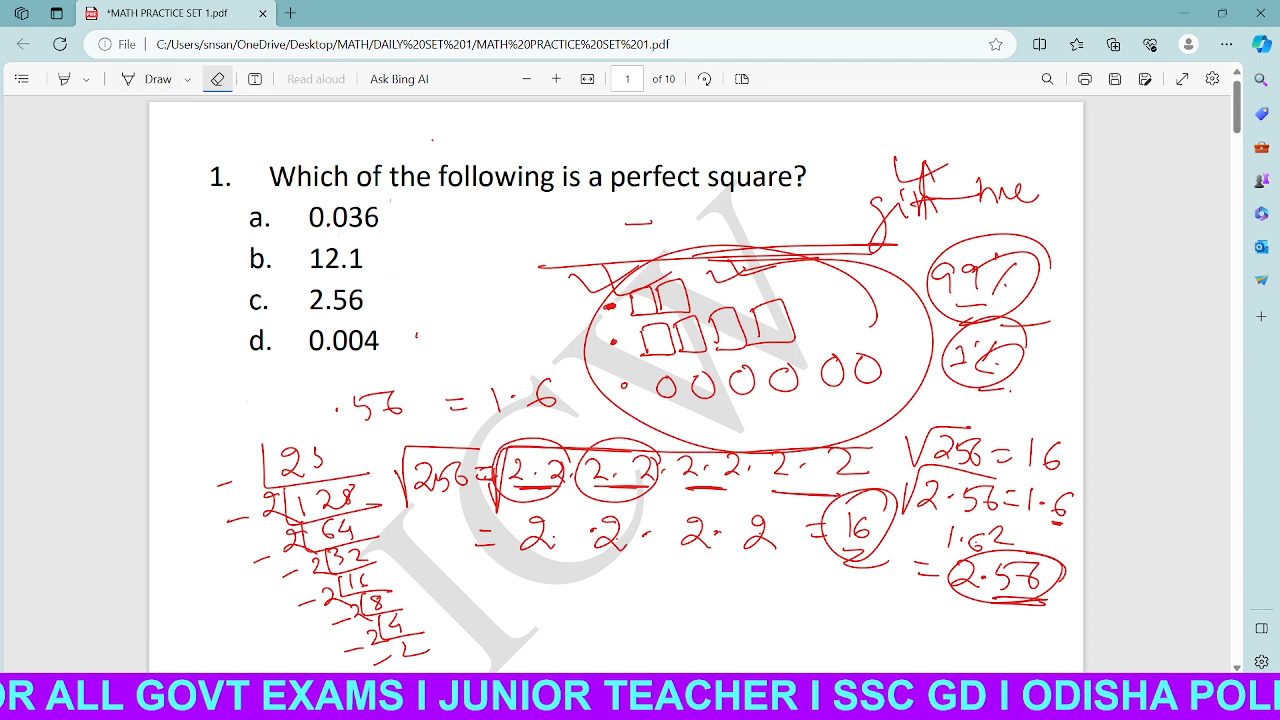 *MATH PRACTICE SET 1.pdf
File C:/Users/snsan/OneDrive/Desktop/MATH/DAILY%20SET%201/MATH%20PRACTICE%20SET%201.pdf
Draw Read aloud Ask Bing AI 1 of 10
1. Which of the following is a perfect square?
a. 0.036
b. 12.1
c. 2.56
d. 0.004
me
99%
.56 = 1.6
√256 = 2.2.2.2.2.2.2.2
= 2.2.2.2 = 16
√256 = 16
√2.56 = 1.6
1.62
= 2.56
2 128
2 64
2 32
2 16
2 8
2 4
2
ICW
OR ALL GOVT EXAMS I JUNIOR TEACHER I SSC GD I ODISHA POLI